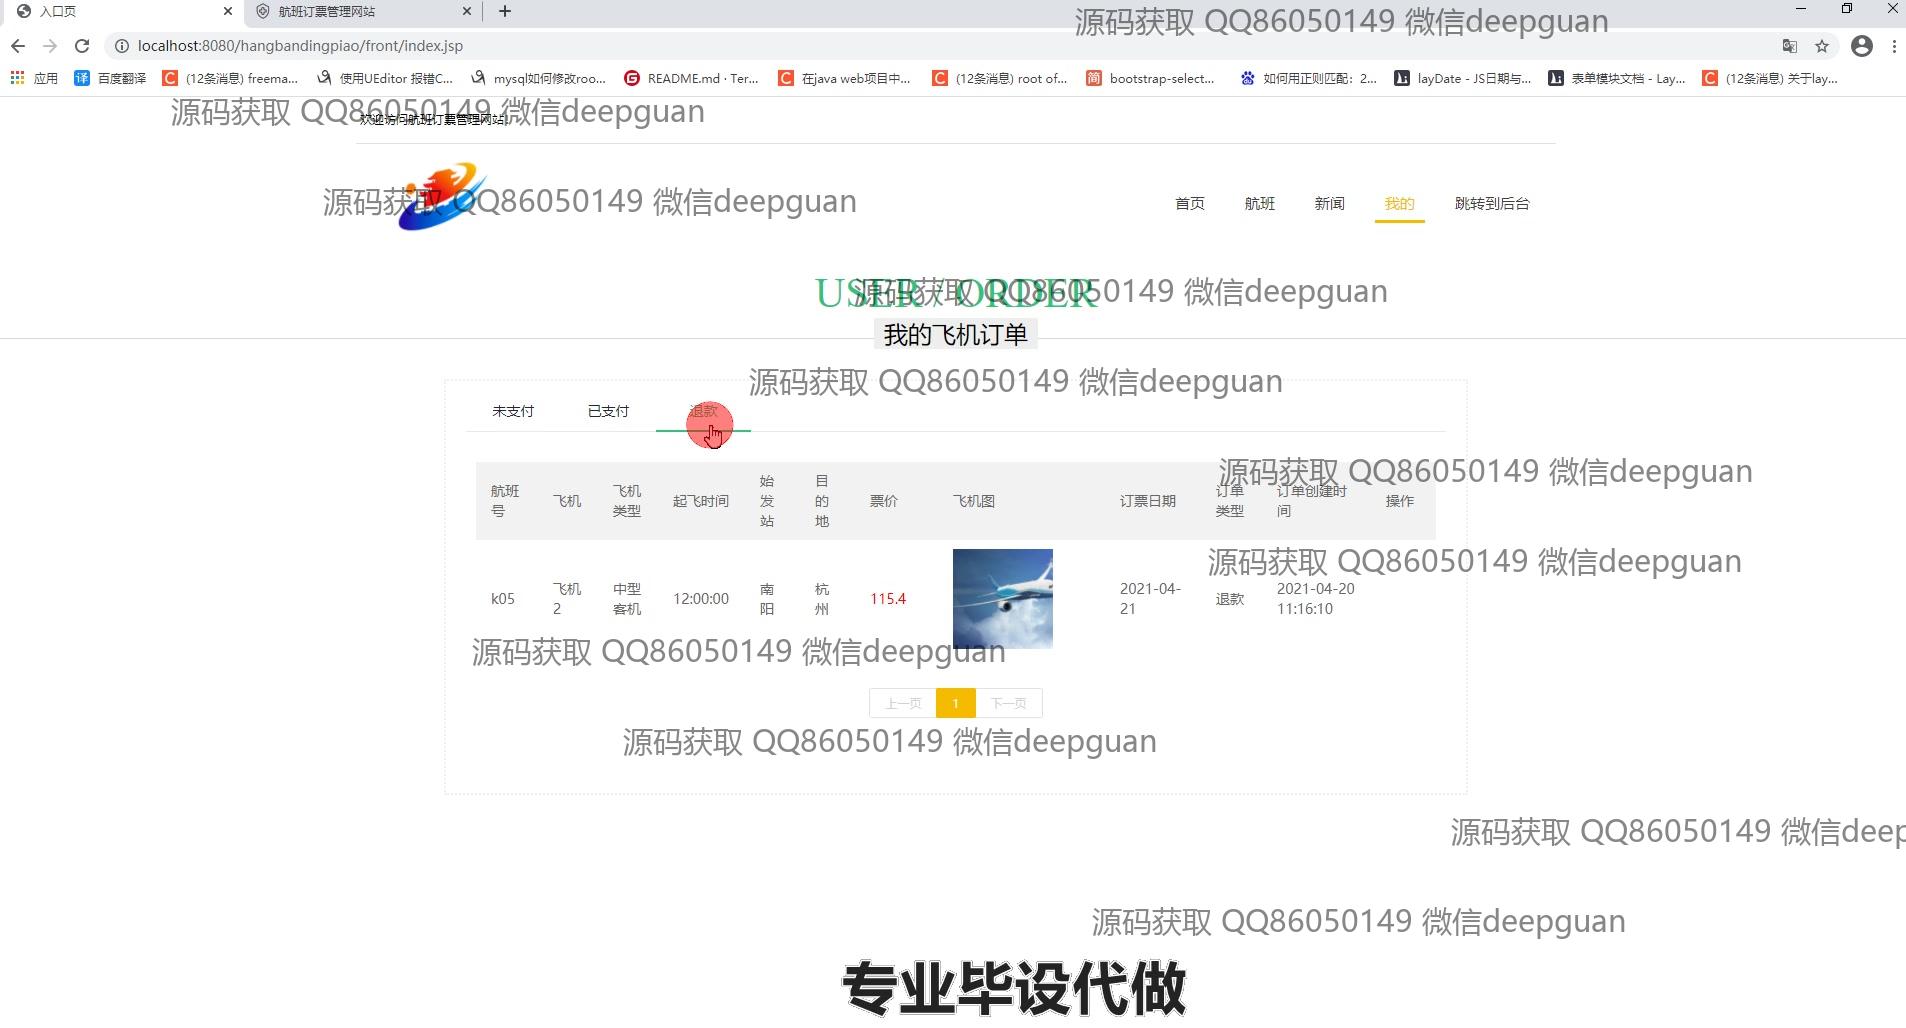 入口页
航班订票管理网站
源码获取 QQ86050149 微信deepguan
localhost:8080/hangbandingpiao/front/index.jsp
应用
百度翻译
(12条消息) freema...
使用UEditor 报错C...
mysql如何修改roo...
README.md · Ter...
在java web项目中...
(12条消息) root of...
bootstrap-select...
如何用正则匹配：2...
layDate - JS日期与...
表单模块文档 - Lay...
(12条消息) 关于lay...
源码获取 QQ86050149 微信deepguan
欢迎访问航班订票管理网站!
源码获取 QQ86050149 微信deepguan
首页
航班
新闻
我的
跳转到后台
USER / ORDER
源码获取 QQ86050149 微信deepguan
我的飞机订单
源码获取 QQ86050149 微信deepguan
未支付
已支付
退款
源码获取 QQ86050149 微信deepguan
航班号
飞机
飞机类型
起飞时间
始发站
目的地
票价
飞机图
订票日期
订单类型
订单创建时间
操作
源码获取 QQ86050149 微信deepguan
k05
飞机2
中型客机
12:00:00
南阳
杭州
115.4
2021-04-21
退款
2021-04-20 11:16:10
源码获取 QQ86050149 微信deepguan
上一页
1
下一页
源码获取 QQ86050149 微信deepguan
源码获取 QQ86050149 微信deep
源码获取 QQ86050149 微信deepguan
专业毕设代做